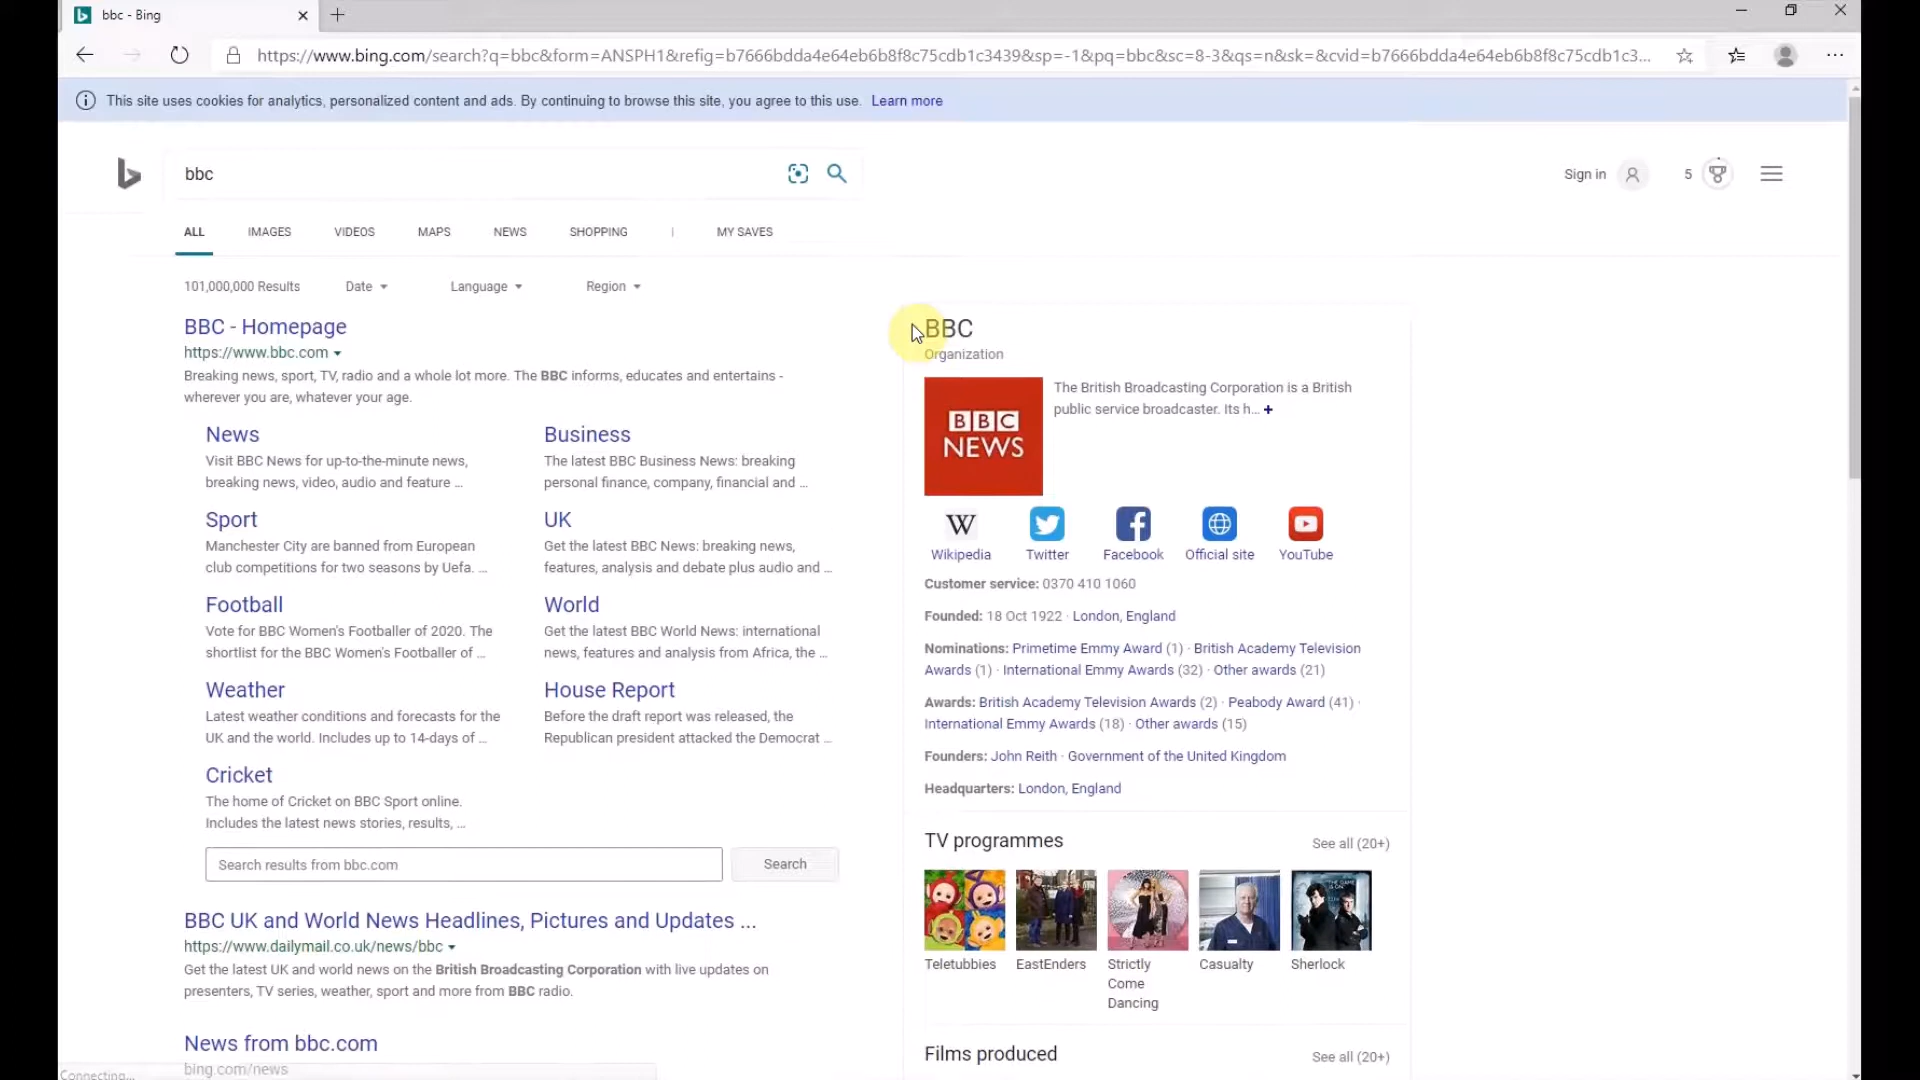 bbc - Bing
https://www.bing.com/search?q=bbc&form=ANSPH1&refig=b7666bdda4e64eb6b8f8c75cdb1c3439&sp=-1&pq=bbc&sc=8-3&qs=n&sk=&cvid=b7666bdda4e64eb6b8f8c75cdb1c3...
This site uses cookies for analytics, personalized content and ads. By continuing to browse this site, you agree to this use. Learn more
bbc
Sign in
5
ALL IMAGES VIDEOS MAPS NEWS SHOPPING | MY SAVES
101,000,000 Results Date Language Region
BBC - Homepage
https://www.bbc.com
Breaking news, sport, TV, radio and a whole lot more. The BBC informs, educates and entertains -
wherever you are, whatever your age.
News
Visit BBC News for up-to-the-minute news,
breaking news, video, audio and feature ...
Business
The latest BBC Business News: breaking
personal finance, company, financial and ...
Sport
Manchester City are banned from European
club competitions for two seasons by Uefa. ...
UK
Get the latest BBC News: breaking news,
features, analysis and debate plus audio and ...
Football
Vote for BBC Women's Footballer of 2020. The
shortlist for the BBC Women's Footballer of ...
World
Get the latest BBC World News: international
news, features and analysis from Africa, the ...
Weather
Latest weather conditions and forecasts for the
UK and the world. Includes up to 14-days of ...
House Report
Before the draft report was released, the
Republican president attacked the Democrat ...
Cricket
The home of Cricket on BBC Sport online.
Includes the latest news stories, results, ...
Search results from bbc.com
Search
BBC UK and World News Headlines, Pictures and Updates ...
https://www.dailymail.co.uk/news/bbc
Get the latest UK and world news on the British Broadcasting Corporation with live updates on
presenters, TV series, weather, sport and more from BBC radio.
News from bbc.com
bing.com/news
Connecting...
BBC
Organization
BBC
NEWS
The British Broadcasting Corporation is a British
public service broadcaster. Its h... +
W
Wikipedia Twitter Facebook Official site YouTube
Customer service: 0370 410 1060
Founded: 18 Oct 1922 · London, England
Nominations: Primetime Emmy Award (1) · British Academy Television
Awards (1) · International Emmy Awards (32) · Other awards (21)
Awards: British Academy Television Awards (2) · Peabody Award (41) ·
International Emmy Awards (18) · Other awards (15)
Founders: John Reith · Government of the United Kingdom
Headquarters: London, England
TV programmes
See all (20+)
Teletubbies
EastEnders
Strictly
Come
Dancing
Casualty
Sherlock
Films produced
See all (20+)